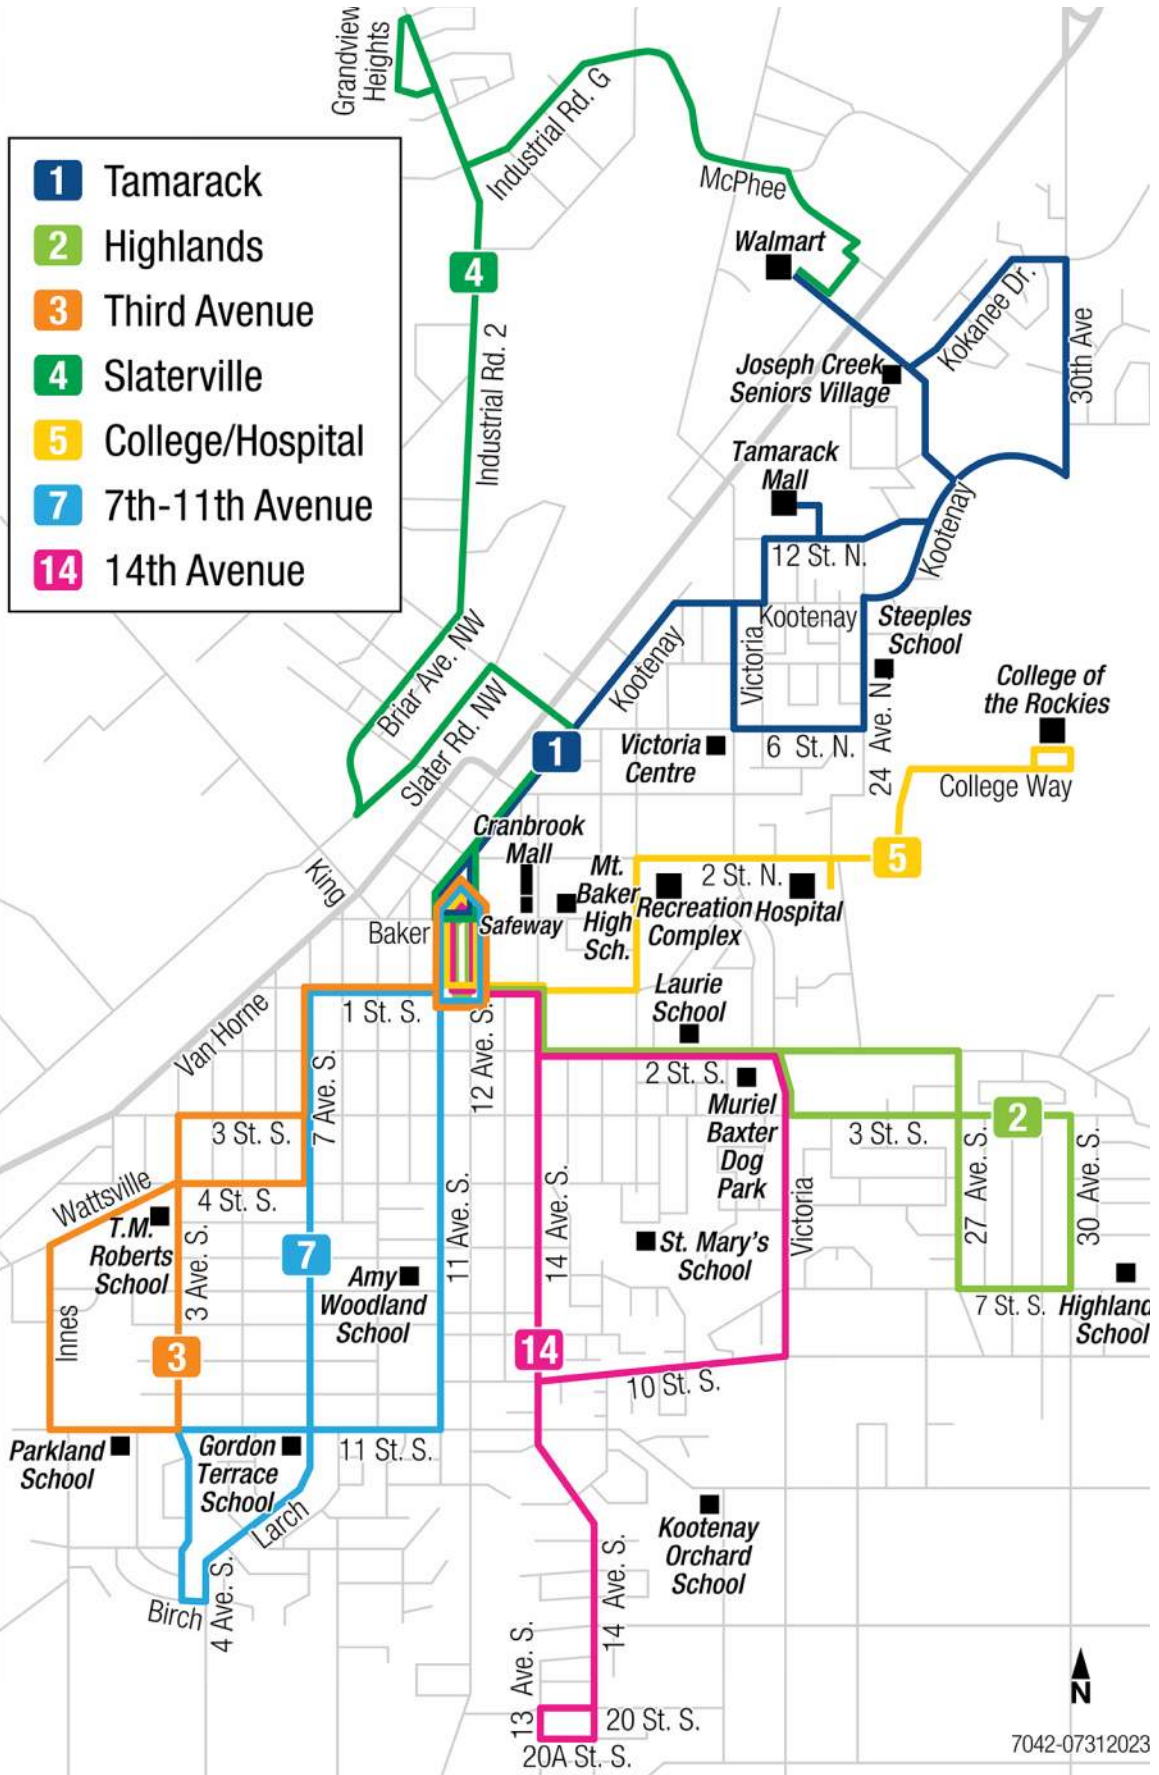 Grandview
Heights
Industrial Rd. G
McPhee
1 Tamarack
2 Highlands
3 Third Avenue
4 Slaterville
5 College/Hospital
7 7th-11th Avenue
14 14th Avenue
4
Walmart
Kokanee Dr.
30th Ave
Industrial Rd. 2
Joseph Creek
Seniors Village
Tamarack
Mall
Kootenay
12 St. N.
Briar Ave. NW
Slater Rd. NW
Kootenay
Victoria
Kootenay
Steeples
School
College of
the Rockies
24 Ave. N.
6 St. N.
1
Victoria
Centre
College Way
Cranbrook
Mall
5
King
Mt.
Baker
High
Sch.
2 St. N.
Baker
Safeway
Recreation
Complex
Hospital
Laurie
School
1 St. S.
Van Horne
12 Ave. S.
7 Ave. S.
2 St. S.
Muriel
Baxter
Dog
Park
2
3 St. S.
3 St. S.
27 Ave. S.
30 Ave. S.
Wattsville
4 St. S.
T.M.
Roberts
School
3 Ave. S.
7
11 Ave. S.
14 Ave. S.
Victoria
St. Mary's
School
Amy
Woodland
School
7 St. S.
Highland
School
Innes
3
14
10 St. S.
Parkland
School
Gordon
Terrace
School
11 St. S.
Larch
Kootenay
Orchard
School
Birch
4 Ave. S.
14 Ave. S.
13 Ave. S.
20 St. S.
20A St. S.
N
7042-07312023